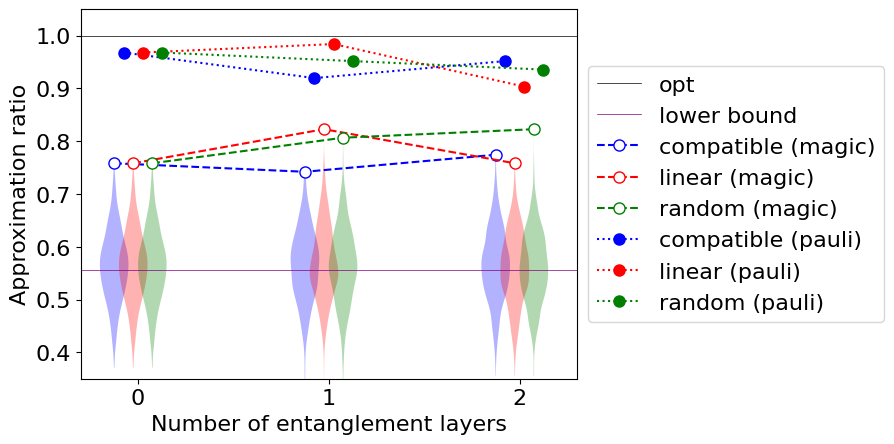 1.0
0.9
0.8
0.7
0.6
0.5
0.4
Approximation ratio
0 1 2
Number of entanglement layers
opt
lower bound
compatible (magic)
linear (magic)
random (magic)
compatible (pauli)
linear (pauli)
random (pauli)